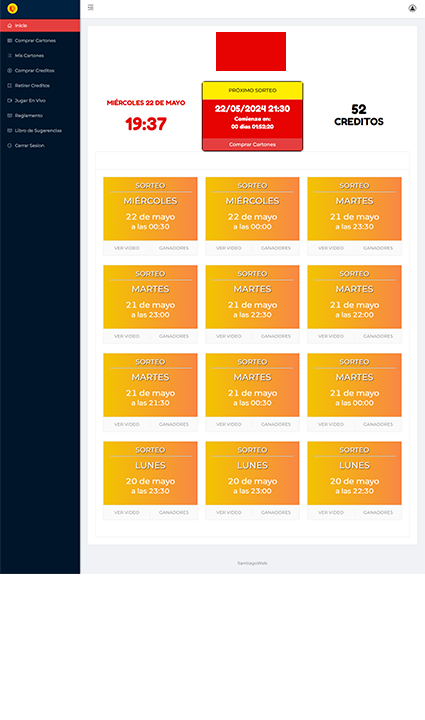 Inicio
Comprar Cartones
Mis Cartones
Comprar Creditos
Retirar Creditos
Jugar En Vivo
Reglamento
Libro de Sugerencias
Cerrar Sesion
MIÉRCOLES 22 DE MAYO
19:37
PRÓXIMO SORTEO
22/05/2024 21:30
Comienza en:
00 dias 01:52:20
Comprar Cartones
52
CREDITOS
SORTEO SORTEO SORTEO
MIÉRCOLES MIÉRCOLES MARTES
22 de mayo 22 de mayo 21 de mayo
a las 00:30 a las 00:00 a las 23:30
VER VIDEO GANADORES VER VIDEO GANADORES VER VIDEO GANADORES
SORTEO SORTEO SORTEO
MARTES MARTES MARTES
21 de mayo 21 de mayo 21 de mayo
a las 23:00 a las 22:30 a las 22:00
VER VIDEO GANADORES VER VIDEO GANADORES VER VIDEO GANADORES
SORTEO SORTEO SORTEO
MARTES MARTES MARTES
21 de mayo 21 de mayo 21 de mayo
a las 21:30 a las 00:30 a las 00:00
VER VIDEO GANADORES VER VIDEO GANADORES VER VIDEO GANADORES
SORTEO SORTEO SORTEO
LUNES LUNES LUNES
20 de mayo 20 de mayo 20 de mayo
a las 23:30 a las 23:00 a las 22:30
VER VIDEO GANADORES VER VIDEO GANADORES VER VIDEO GANADORES
SantiagoWeb